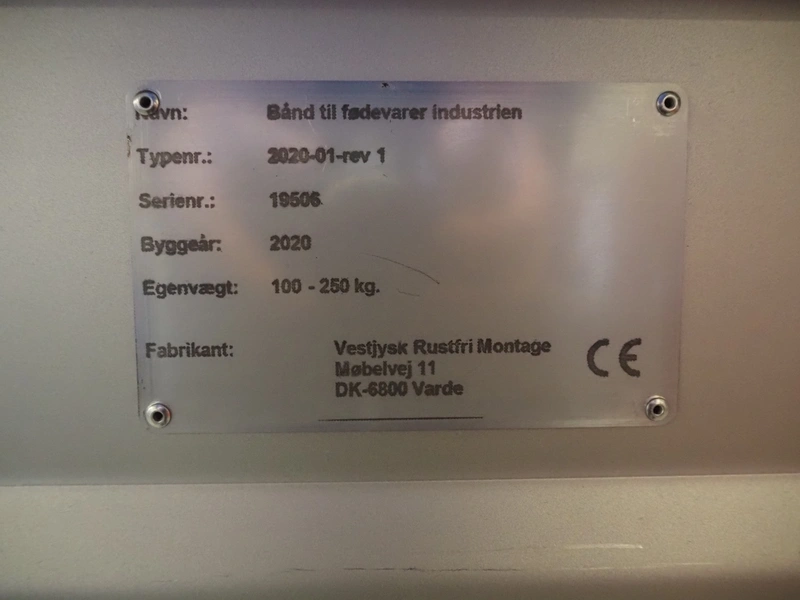 Navn: Bånd til fødevarer industrien
Typenr.: 2020-01-rev 1
Serienr.: 19506
Byggeår: 2020
Egenvægt: 100 - 250 kg.
Fabrikant: Vestjysk Rustfri Montage
Møbelvej 11
DK-6800 Varde
CE